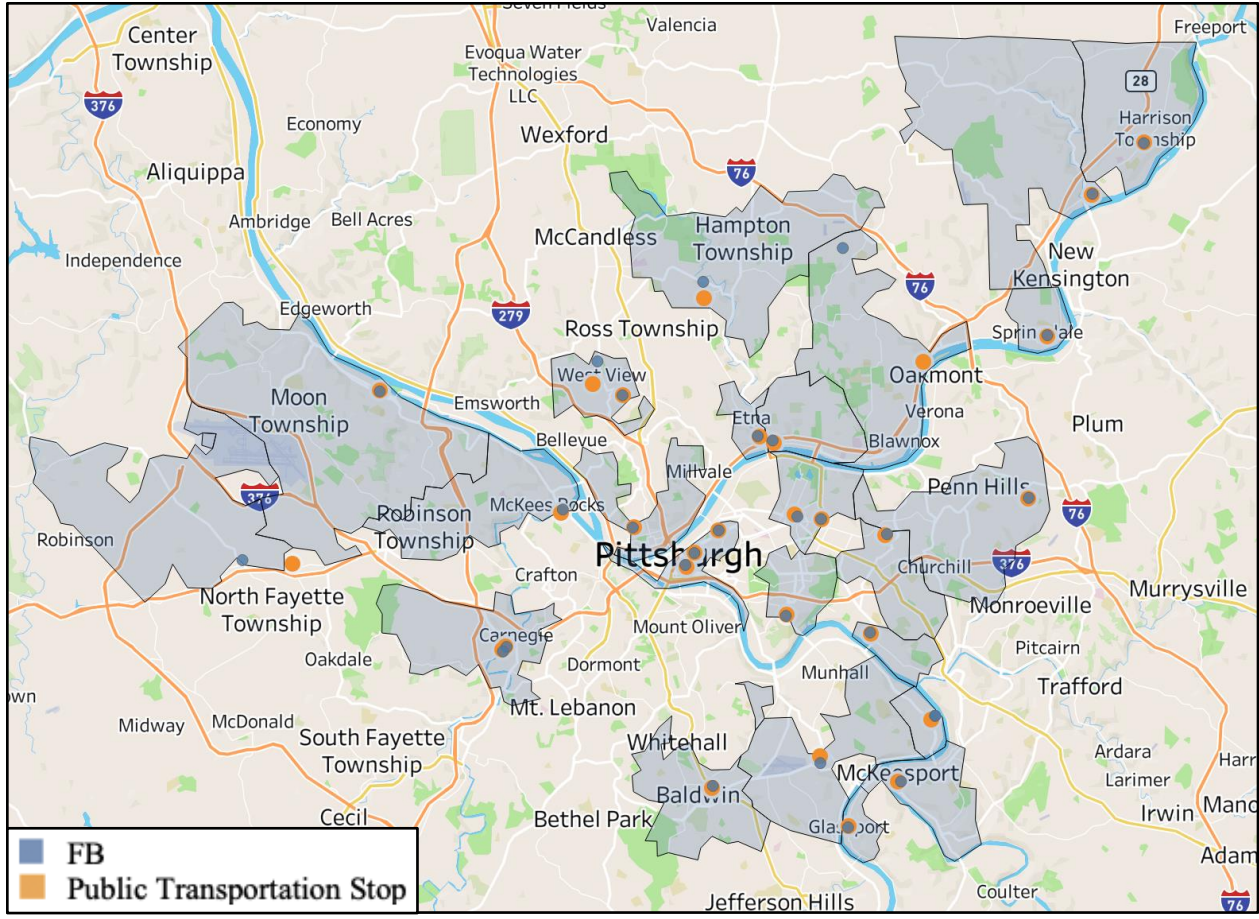 Seven Fields
Valencia
Freeport
Center
Township
Evoqua Water
Technologies
LLC
376
28
Economy
Wexford
Harrison
Township
Aliquippa
76
Ambridge
Bell Acres
McCandless
Hampton
Township
Independence
New
Kensington
76
Edgeworth
279
Ross Township
Springdale
West View
Oakmont
Moon
Township
Emsworth
Etna
Verona
Bellevue
Blawnox
Plum
Millvale
376
McKees Rocks
Penn Hills
Robinson
Township
76
Robinson
Pittsburgh
376
Crafton
Churchill
North Fayette
Township
Monroeville
Murrysville
Mount Oliver
Carnegie
Oakdale
Dormont
Pitcairn
Munhall
Trafford
own
Mt. Lebanon
Midway
McDonald
South Fayette
Township
Whitehall
Ardara
Harr
McKeesport
Larimer
Baldwin
Cecil
Bethel Park
Glassport
Irwin
Mano
FB
Public Transportation Stop
Adam
Jefferson Hills
Coulter
76